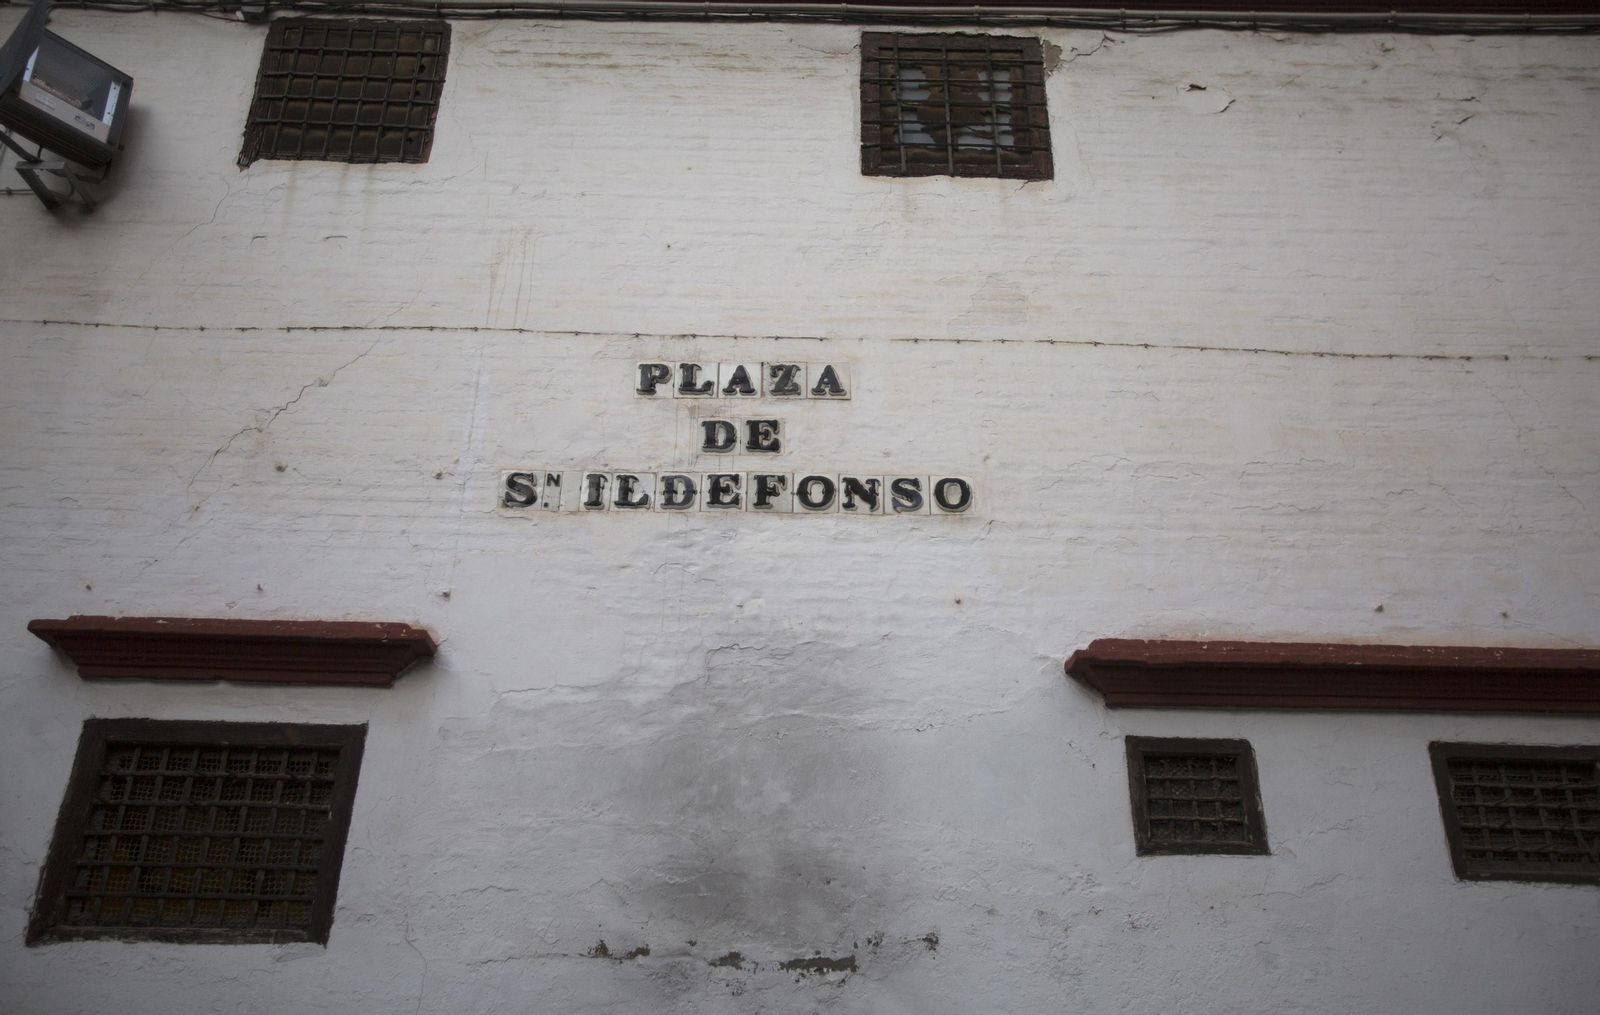 PLAZA
DE
SN. ILDEFONSO